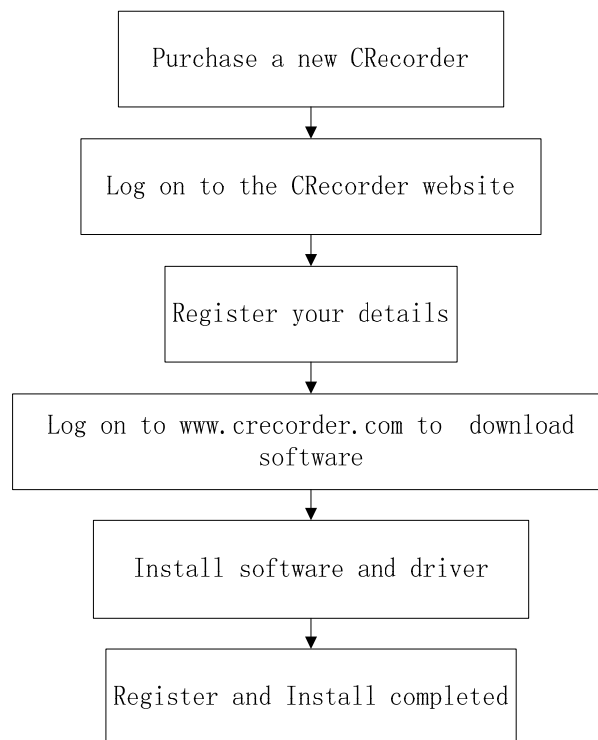 Purchase a new CRecorder
Log on to the CRecorder website
Register your details
Log on to www.crecorder.com to  download
software
Install software and driver
Register and Install completed